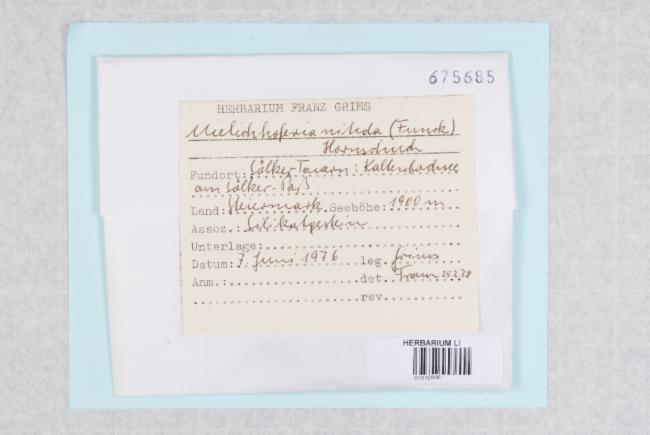 675685
HERBARIUM FRANZ GRIMS
Mielichhoferia nitida (Funck)
Hornschuch
Fundort: Sölker Tauern: Kaltenbachsee
am Sölker-Paß
Land: Steiermark Seehöhe: 1900 m
Assoz.: Silikatgestein
Unterlage:
Datum: 7. Juni 1976 leg. Grims
Anm.: det.
rev.
HERBARIUM LI